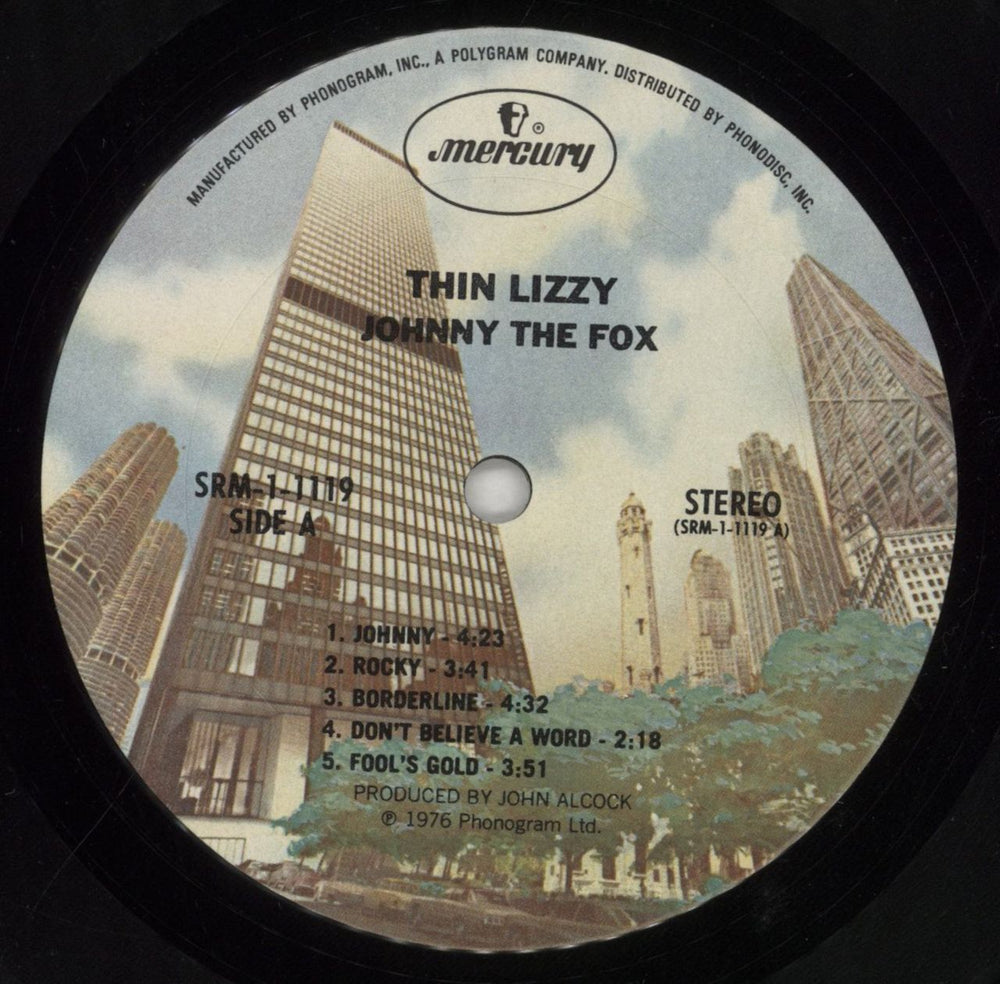 MANUFACTURED BY PHONOGRAM, INC., A POLYGRAM COMPANY. DISTRIBUTED BY PHONODISC, INC.
mercury®
THIN LIZZY
JOHNNY THE FOX
SRM-1-1119
SIDE A
STEREO
(SRM-1-1119 A)
1. JOHNNY - 4:23
2. ROCKY - 3:41
3. BORDERLINE - 4:32
4. DON'T BELIEVE A WORD - 2:18
5. FOOL'S GOLD - 3:51
PRODUCED BY JOHN ALCOCK
℗ 1976 Phonogram Ltd.